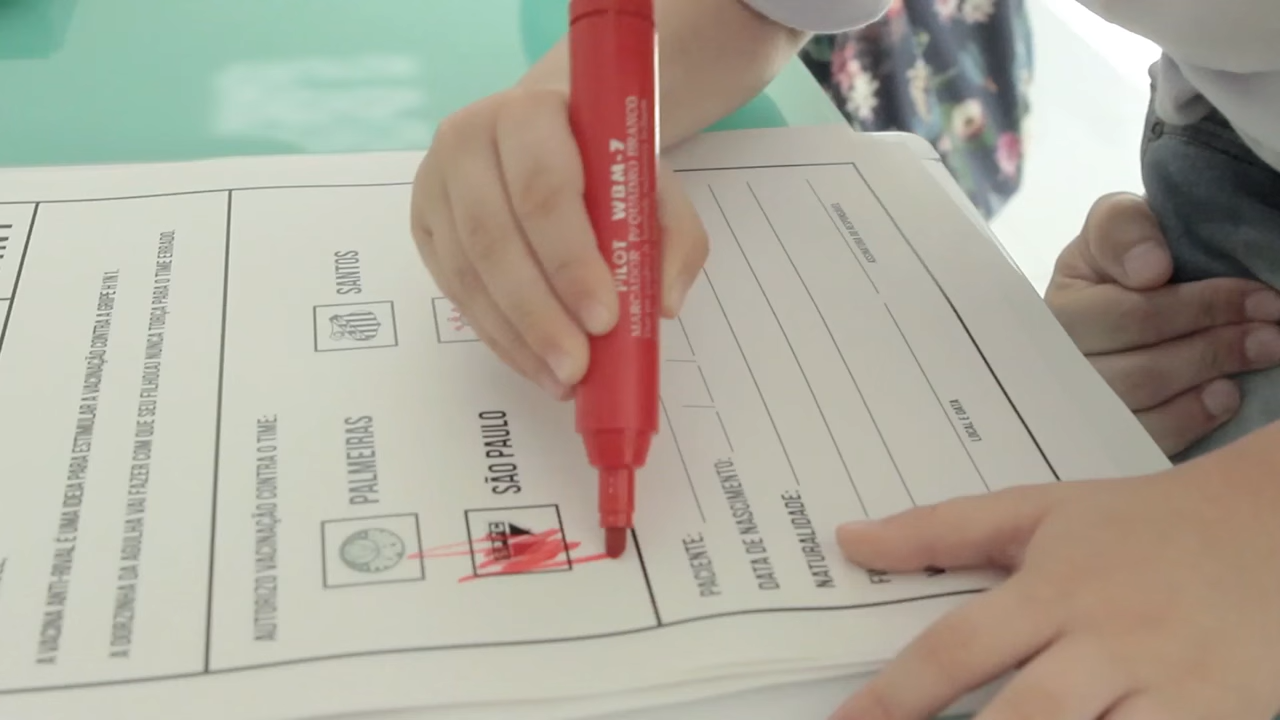 A VACINA ANTI-RIVAL É UMA IDEIA PARA ESTIMULAR A VACINAÇÃO CONTRA A GRIPE H1N1.
A DORZINHA DA AGULHA VAI FAZER COM QUE SEU FILHO(A) NUNCA TORÇA PARA O TIME ERRADO.
AUTORIZO VACINAÇÃO CONTRA O TIME:
PALMEIRAS
SANTOS
SÃO PAULO
PACIENTE:
DATA DE NASCIMENTO:
NATURALIDADE:
LOCAL E DATA
ASSINATURA DO RESPONSÁVEL
PILOT WBM-7
MARCADOR P/ QUADRO BRANCO